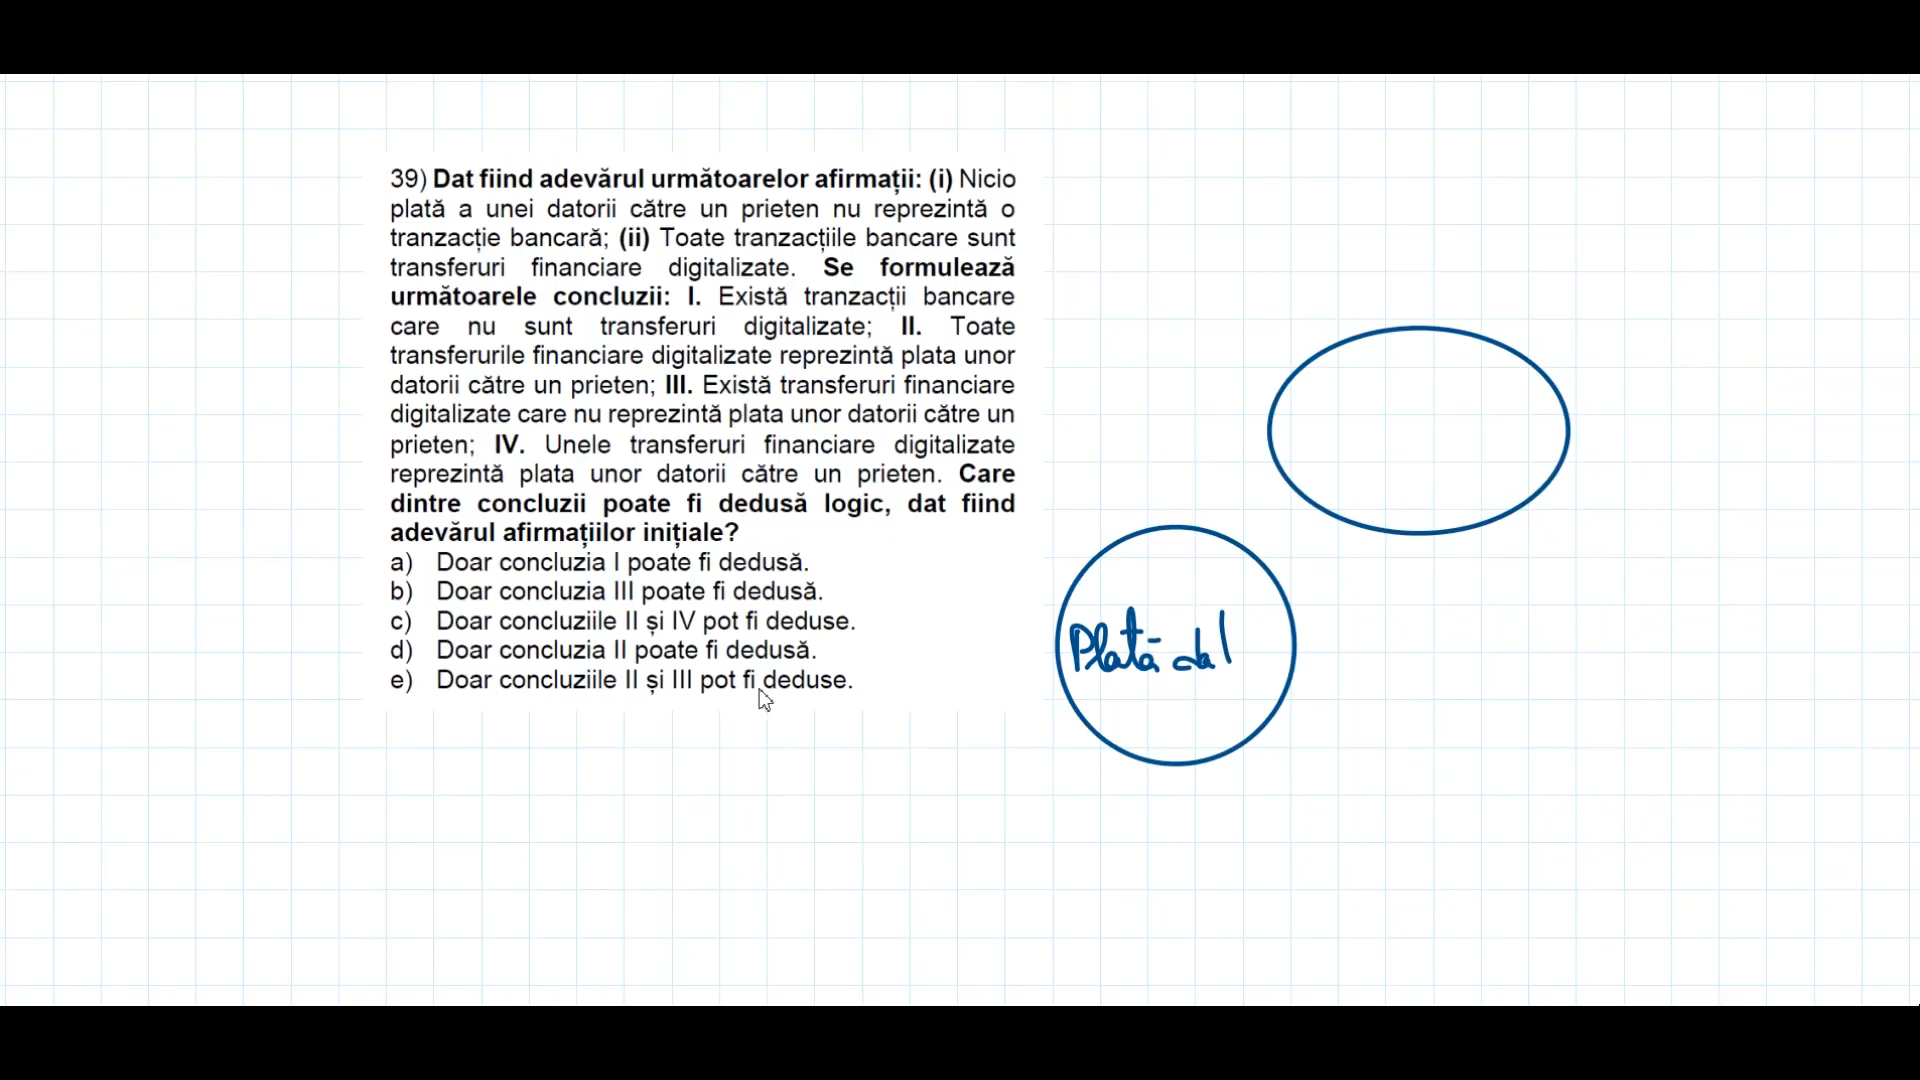 39) Dat fiind adevărul următoarelor afirmații: (i) Nicio
plată a unei datorii către un prieten nu reprezintă o
tranzacție bancară; (ii) Toate tranzacțiile bancare sunt
transferuri financiare digitalizate. Se formulează
următoarele concluzii: I. Există tranzacții bancare
care nu sunt transferuri digitalizate; II. Toate
transferurile financiare digitalizate reprezintă plata unor
datorii către un prieten; III. Există transferuri financiare
digitalizate care nu reprezintă plata unor datorii către un
prieten; IV. Unele transferuri financiare digitalizate
reprezintă plata unor datorii către un prieten. Care
dintre concluzii poate fi dedusă logic, dat fiind
adevărul afirmațiilor inițiale?
a) Doar concluzia I poate fi dedusă.
b) Doar concluzia III poate fi dedusă.
c) Doar concluziile II și IV pot fi deduse.
d) Doar concluzia II poate fi dedusă.
e) Doar concluziile II și III pot fi deduse.
Plată